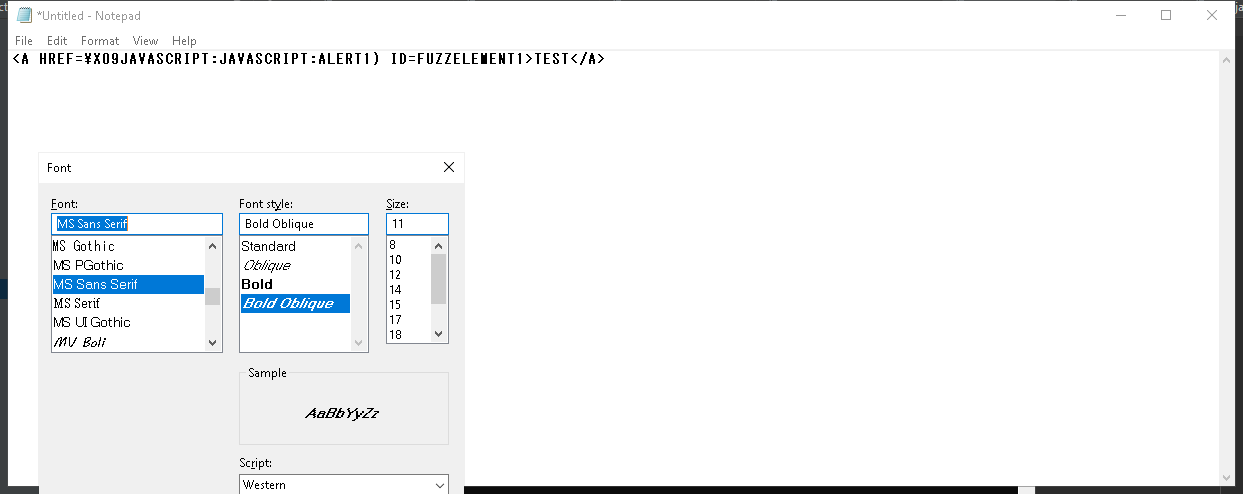 *Untitled - Notepad
File Edit Format View Help
<A HREF=¥X09JAVASCRIPT:JAVASCRIPT:ALERT1) ID=FUZZELEMENT1>TEST</A>
Font
Font: Font style: Size:
MS Sans Serif Bold Oblique 11
MS Gothic Standard 8
MS PGothic Oblique 10
MS Sans Serif Bold 12
MS Serif Bold Oblique 14
MS UI Gothic 15
MV Boli 17
18
Sample
AaBbYyZz
Script:
Western